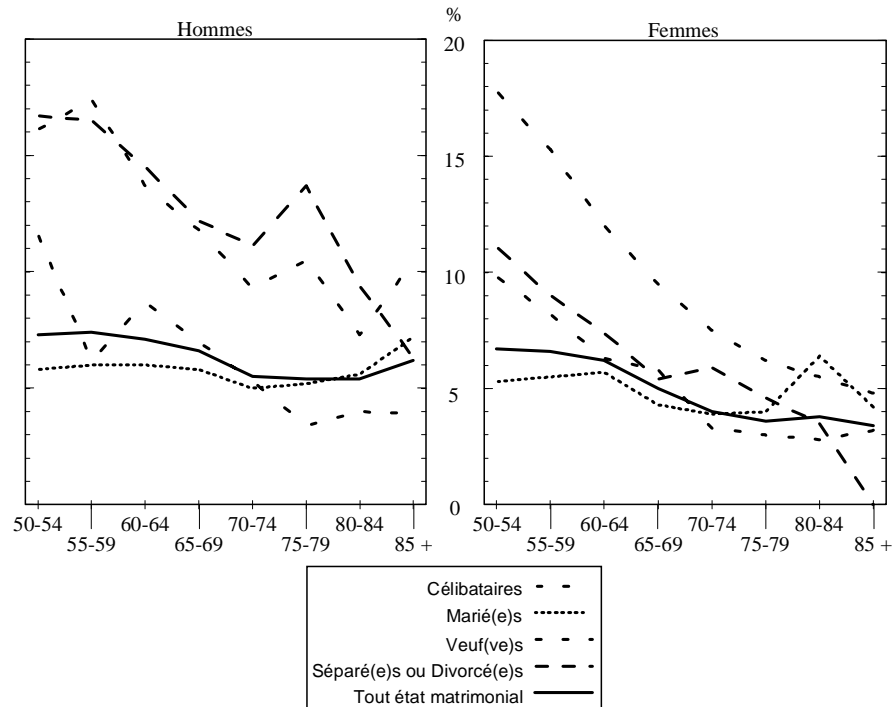 %
Hommes
Femmes
20
15
10
5
0
50-54 60-64 70-74 80-84
55-59 65-69 75-79 85 +
50-54 60-64 70-74 80-84
55-59 65-69 75-79 85 +
Célibataires
Marié(e)s
Veuf(ve)s
Séparé(e)s ou Divorcé(e)s
Tout état matrimonial